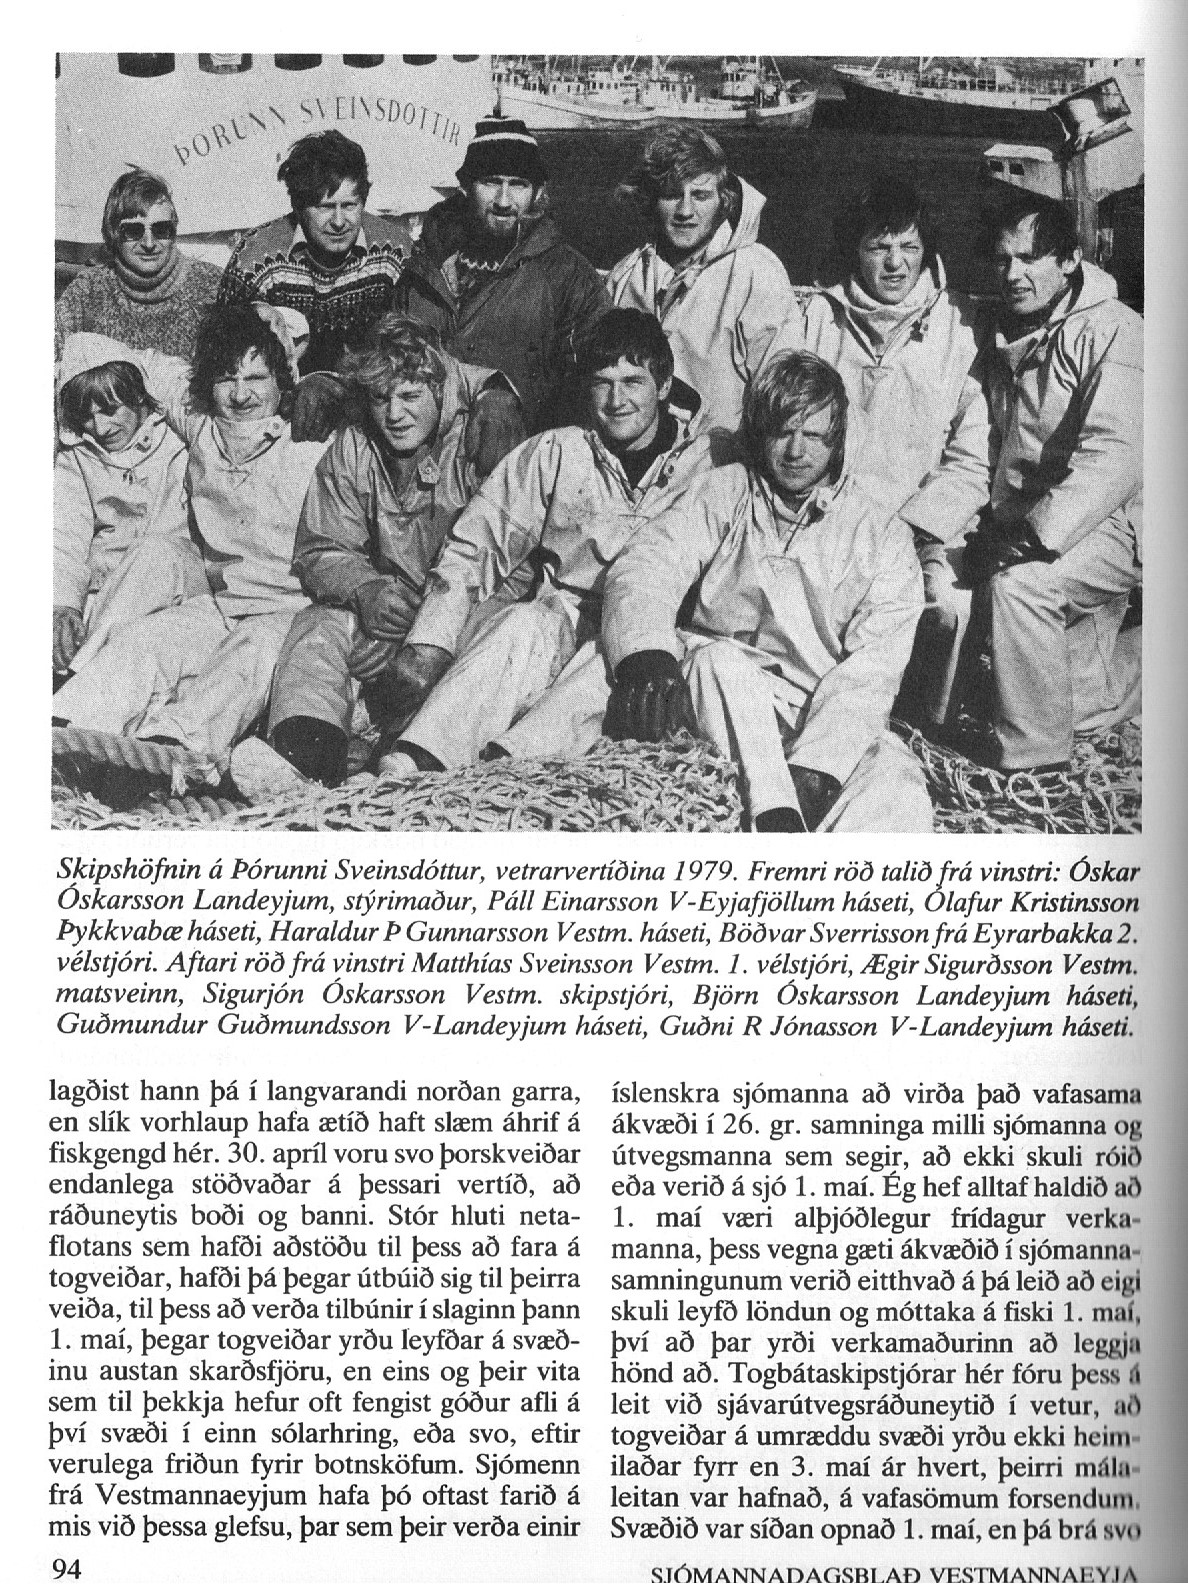 ÞORUNN SVEINSDOTTIR
Skipshöfnin á Þórunni Sveinsdóttur, vetrarvertíðina 1979. Fremri röð talið frá vinstri: Óskar
Óskarsson Landeyjum, stýrimaður, Páll Einarsson V-Eyjafjöllum háseti, Ólafur Kristinsson
Þykkvabæ háseti, Haraldur Þ Gunnarsson Vestm. háseti, Böðvar Sverrisson frá Eyrarbakka 2.
vélstjóri. Aftari röð frá vinstri Matthías Sveinsson Vestm. 1. vélstjóri, Ægir Sigurðsson Vestm.
matsveinn, Sigurjón Óskarsson Vestm. skipstjóri, Björn Óskarsson Landeyjum háseti,
Guðmundur Guðmundsson V-Landeyjum háseti, Guðni R Jónasson V-Landeyjum háseti.
lagðist hann þá í langvarandi norðan garra,
en slík vorhlaup hafa ætíð haft slæm áhrif á
fiskgengd hér. 30. apríl voru svo þorskveiðar
endanlega stöðvaðar á þessari vertíð, að
ráðuneytis boði og banni. Stór hluti neta-
flotans sem hafði aðstöðu til þess að fara á
togveiðar, hafði þá þegar útbúið sig til þeirra
veiða, til þess að verða tilbúnir í slaginn þann
1. maí, þegar togveiðar yrðu leyfðar á svæð-
inu austan skarðsfjöru, en eins og þeir vita
sem til þekkja hefur oft fengist góður afli á
því svæði í einn sólarhring, eða svo, eftir
verulega friðun fyrir botnsköfum. Sjómenn
frá Vestmannaeyjum hafa þó oftast farið á
mis við þessa glefsu, þar sem þeir verða einir
íslenskra sjómanna að virða það vafasama
ákvæði í 26. gr. samninga milli sjómanna og
útvegsmanna sem segir, að ekki skuli róið
eða verið á sjó 1. maí. Ég hef alltaf haldið að
1. maí væri alþjóðlegur frídagur verka-
manna, þess vegna gæti ákvæðið í sjómanna-
samningunum verið eitthvað á þá leið að eigi
skuli leyfð löndun og móttaka á fiski 1. maí,
því að þar yrði verkamaðurinn að leggja
hönd að. Togbátaskipstjórar hér fóru þess á
leit við sjávarútvegsráðuneytið í vetur, að
togveiðar á umræddu svæði yrðu ekki heim-
ilaðar fyrr en 3. maí ár hvert, þeirri mála-
leitan var hafnað, á vafasömum forsendum.
Svæðið var síðan opnað 1. maí, en þá brá svo
94
SJÓMANNADAGSBLAÐ VESTMANNAEYJA